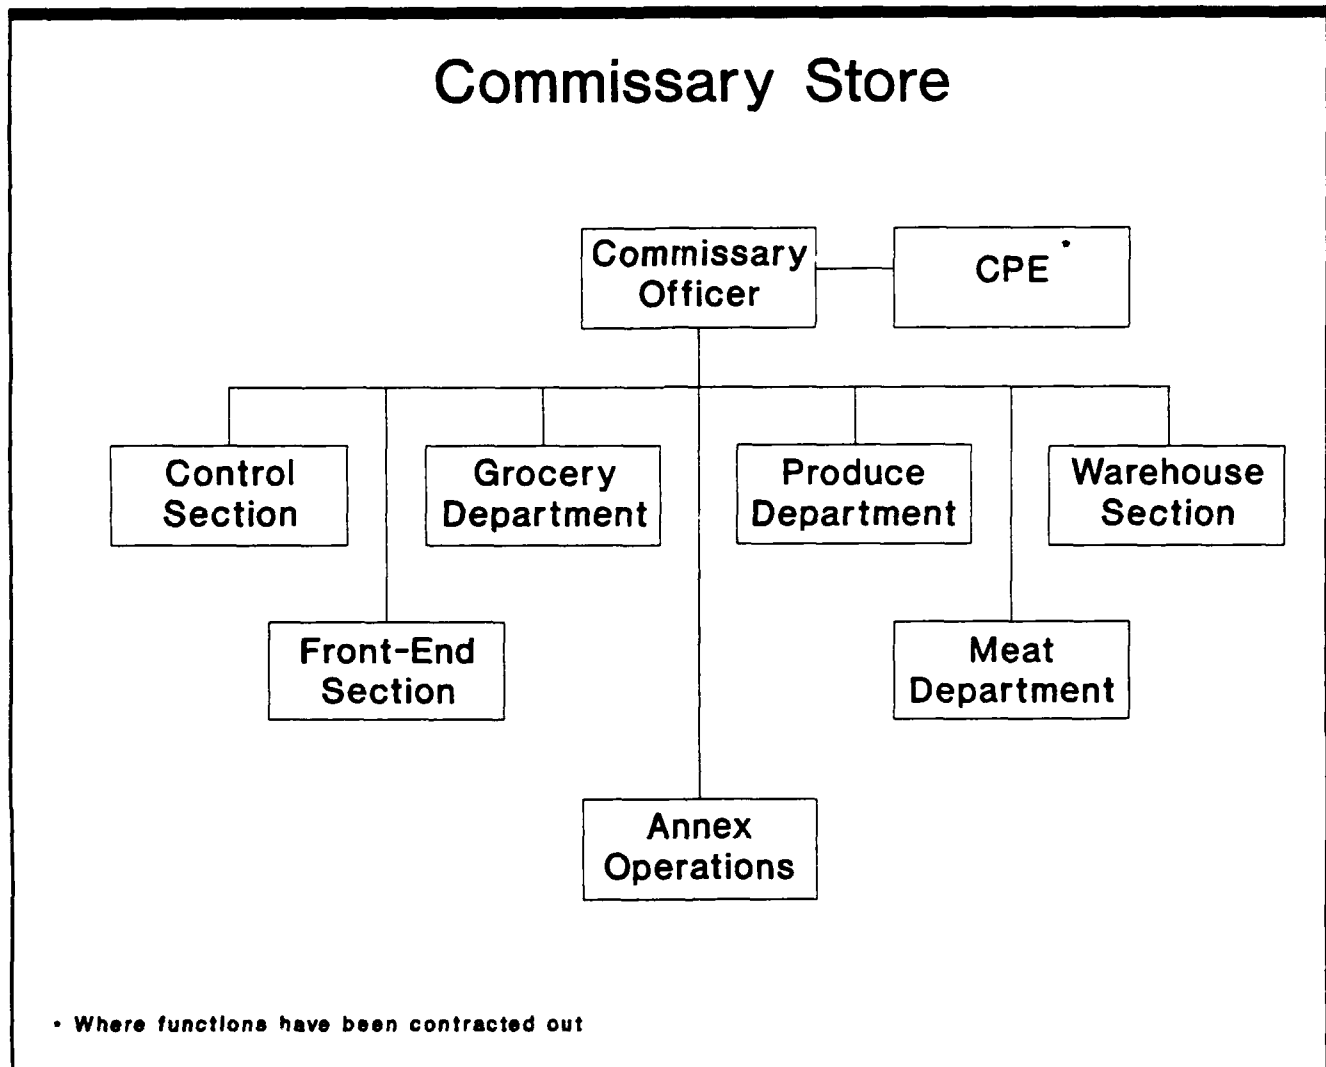 Commissary Store
Commissary
Officer
CPE *
Control
Section
Grocery
Department
Produce
Department
Warehouse
Section
Front-End
Section
Meat
Department
Annex
Operations
* Where functions have been contracted out